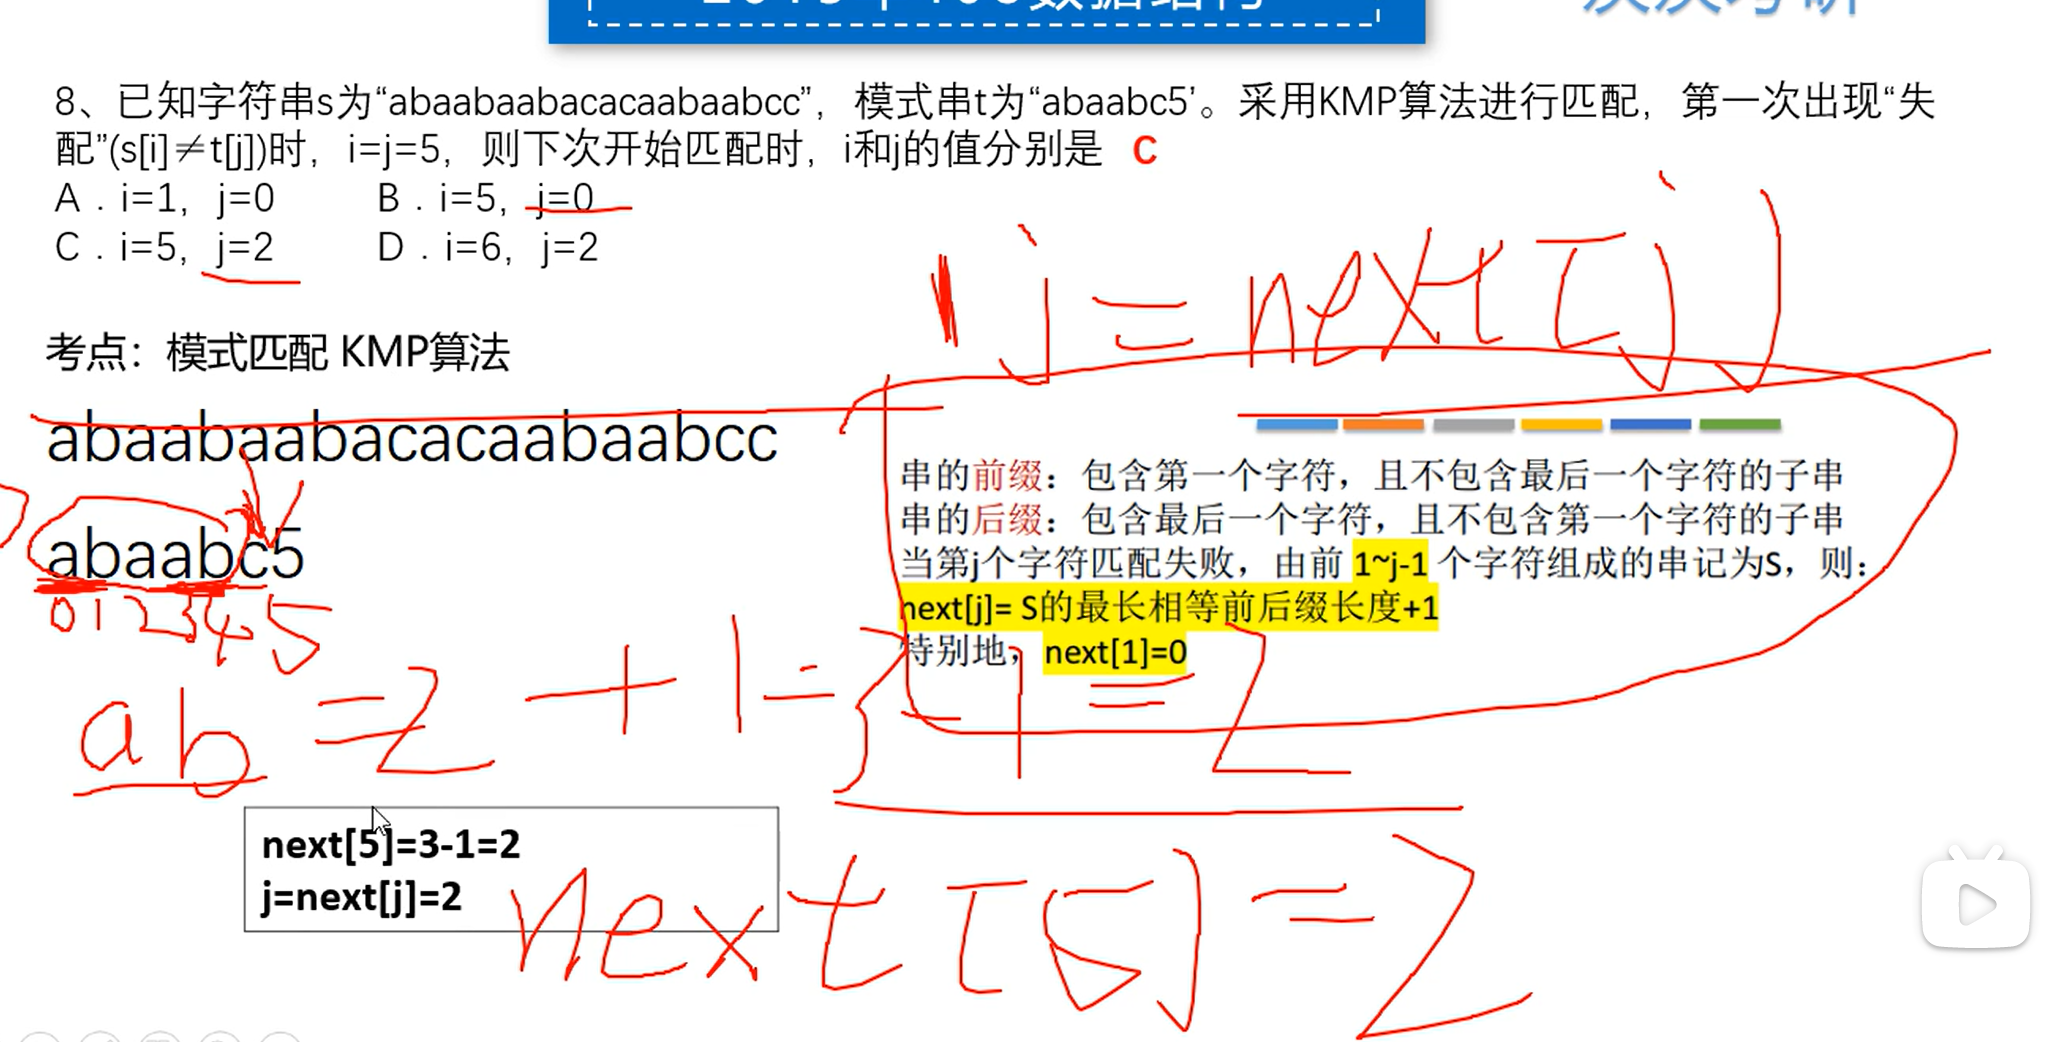 8、已知字符串s为“abaabaabacacaabaabcc”，模式串t为“abaabc5’。采用KMP算法进行匹配，第一次出现“失
配”(s[i]≠t[j])时，i=j=5，则下次开始匹配时，i和j的值分别是 C
A．i=1，j=0 B．i=5，j=0
C．i=5，j=2 D．i=6，j=2
j=next[j]
考点：模式匹配 KMP算法
abaabaabacacaabaabcc
abaabc5
0 1 2 3 4 5
串的前缀：包含第一个字符，且不包含最后一个字符的子串
串的后缀：包含最后一个字符，且不包含第一个字符的子串
当第j个字符匹配失败，由前 1~j-1 个字符组成的串记为S，则：
next[j]= S的最长相等前后缀长度+1
特别地，next[1]=0
ab=2+1=3-1=2
next[5]=3-1=2
j=next[j]=2
next[5]=2